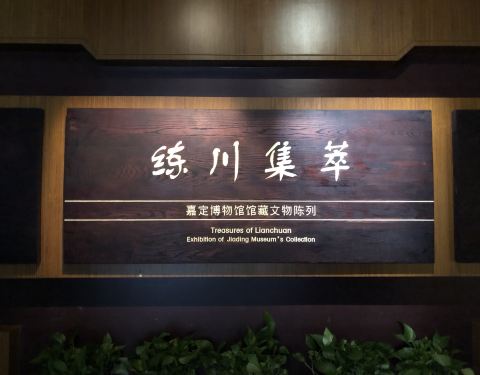 练川集萃
嘉定博物馆馆藏文物陈列
Treasures of Lianchuan
Exhibition of Jiading Museum's Collection